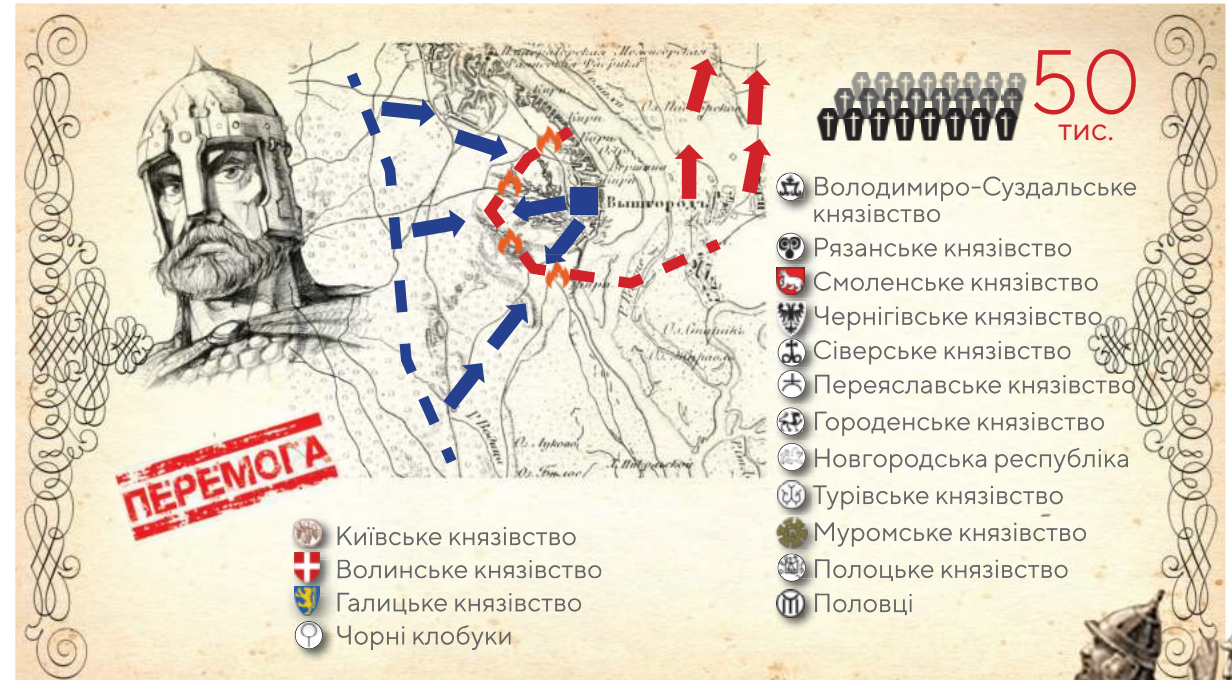 50
тис.
Володимиро-Суздальське
князівство
Рязанське князівство
Смоленське князівство
Чернігівське князівство
Сіверське князівство
Переяславське князівство
Городенське князівство
Новгородська республіка
Турівське князівство
Муромське князівство
Полоцьке князівство
Половці
Вышгородъ
ПЕРЕМОГА
Київське князівство
Волинське князівство
Галицьке князівство
Чорні клобуки